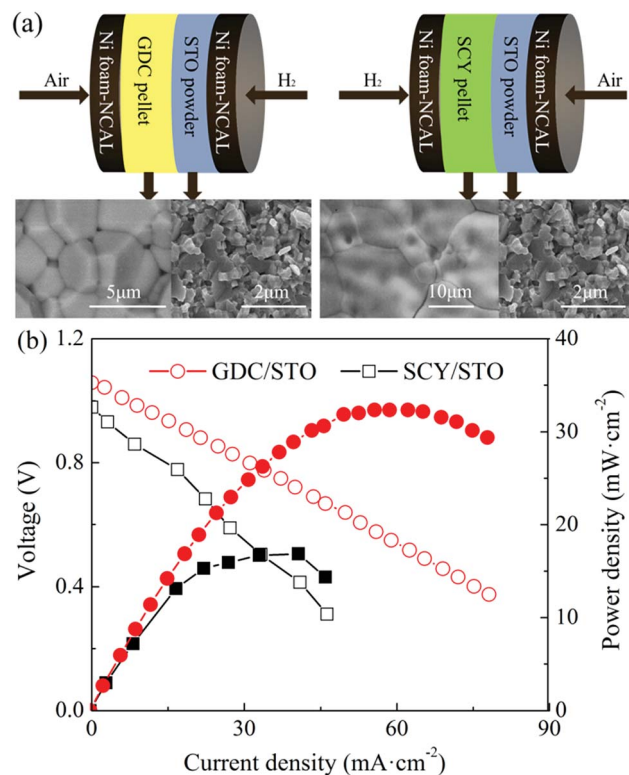 (a)
Air
Ni foam-NCAL
GDC pellet
STO powder
Ni foam-NCAL
H₂
H₂
Ni foam-NCAL
SCY pellet
STO powder
Ni foam-NCAL
Air
5μm
2μm
10μm
2μm
(b)
1.2
0.8
0.4
0.0
Voltage (V)
GDC/STO
SCY/STO
40
30
20
10
0
Power density (mW·cm⁻²)
0
30
60
90
Current density (mA·cm⁻²)